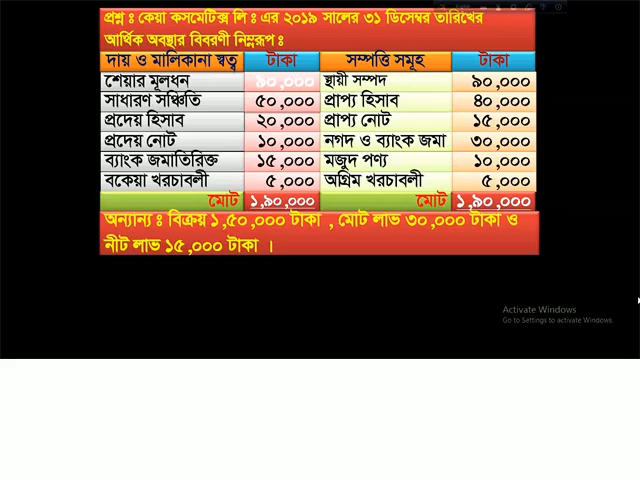 প্রশ্ন ঃ কেয়া কসমেটিক্স লি ঃ এর ২০১৯ সালের ৩১ ডিসেম্বর তারিখের
আর্থিক অবস্থার বিবরণী নিম্নরূপ ঃ
দায় ও মালিকানা স্বত্ব টাকা সম্পত্তি সমূহ টাকা
শেয়ার মূলধন ৯০,০০০ স্থায়ী সম্পদ ৯০,০০০
সাধারণ সঞ্চিতি ৫০,০০০ প্রাপ্য হিসাব ৪০,০০০
প্রদেয় হিসাব ২০,০০০ প্রাপ্য নোট ১৫,০০০
প্রদেয় নোট ১০,০০০ নগদ ও ব্যাংক জমা ৩০,০০০
ব্যাংক জমাতিরিক্ত ১৫,০০০ মজুদ পণ্য ১০,০০০
বকেয়া খরচাবলী ৫,০০০ অগ্রিম খরচাবলী ৫,০০০
মোট ১,৯০,০০০ মোট ১,৯০,০০০
অন্যান্য ঃ বিক্রয় ১,৫০,০০০ টাকা , মোট লাভ ৩০,০০০ টাকা ও
নীট লাভ ১৫,০০০ টাকা ।
Activate Windows
Go to Settings to activate Windows.